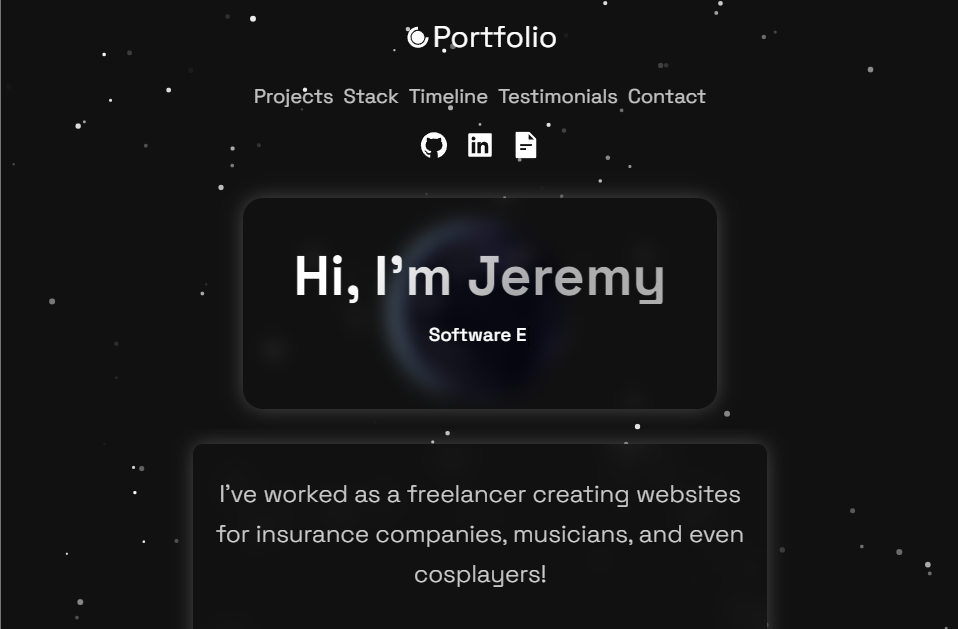 Portfolio
Projects Stack Timeline Testimonials Contact
in
Hi, I'm Jeremy
Software E
I've worked as a freelancer creating websites
for insurance companies, musicians, and even
cosplayers!